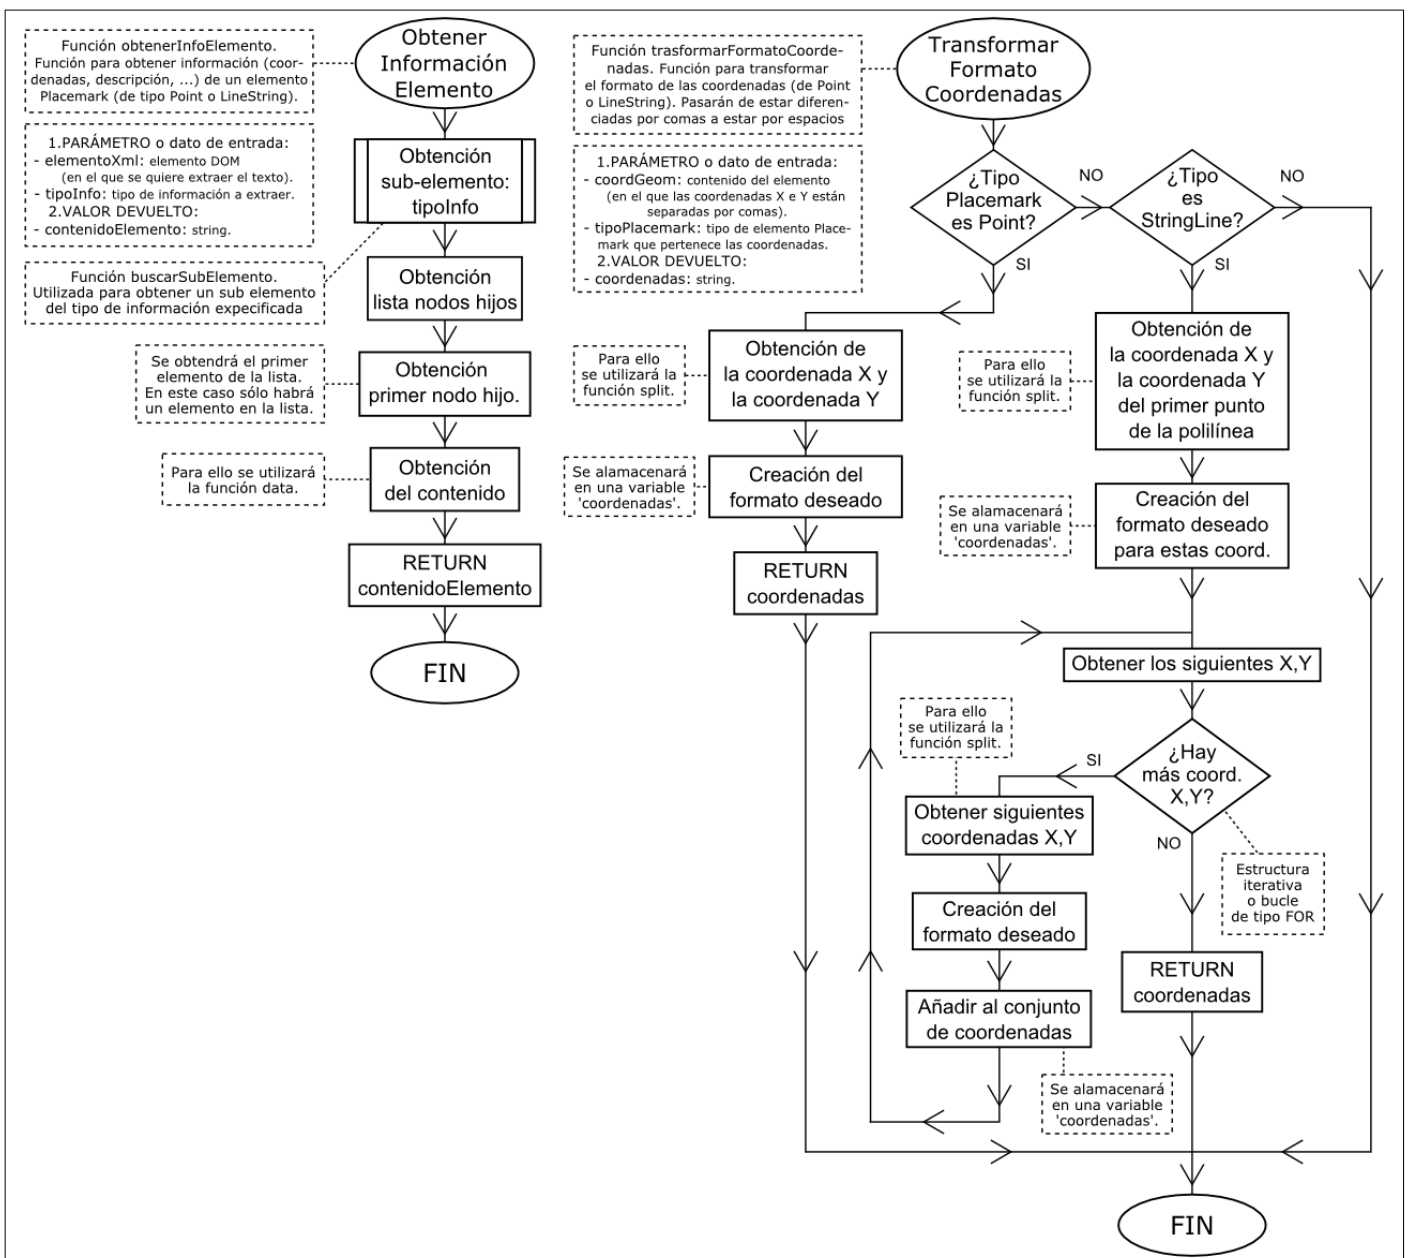 Función obtenerInfoElemento.
Función para obtener información (coor-
denadas, descripción, ...) de un elemento
Placemark (de tipo Point o LineString).
Obtener
Información
Elemento
1.PARÁMETRO o dato de entrada:
- elementoXml: elemento DOM
(en el que se quiere extraer el texto).
- tipoInfo: tipo de información a extraer.
2.VALOR DEVUELTO:
- contenidoElemento: string.
Obtención
sub-elemento:
tipoInfo
Función buscarSubElemento.
Utilizada para obtener un sub elemento
del tipo de información expecificada
Obtención
lista nodos hijos
Se obtendrá el primer
elemento de la lista.
En este caso sólo habrá
un elemento en la lista.
Obtención
primer nodo hijo.
Para ello se utilizará
la función data.
Obtención
del contenido
RETURN
contenidoElemento
FIN
Función trasformarFormatoCoorde-
nadas. Función para transformar
el formato de las coordenadas (de Point
o LineString). Pasarán de estar diferen-
ciadas por comas a estar por espacios
Transformar
Formato
Coordenadas
1.PARÁMETRO o dato de entrada:
- coordGeom: contenido del elemento
(en el que las coordenadas X e Y están
separadas por comas).
- tipoPlacemark: tipo de elemento Place-
mark que pertenece las coordenadas.
2.VALOR DEVUELTO:
- coordenadas: string.
¿Tipo
Placemark
es Point?
NO
SI
¿Tipo
es
StringLine?
NO
SI
Para ello
se utilizará la
función split.
Obtención de
la coordenada X y
la coordenada Y
Se alamacenará
en una variable
'coordenadas'.
Creación del
formato deseado
RETURN
coordenadas
Para ello
se utilizará la
función split.
Obtención de
la coordenada X y
la coordenada Y
del primer punto
de la polilínea
Se alamacenará
en una variable
'coordenadas'.
Creación del
formato deseado
para estas coord.
Obtener los siguientes X,Y
Para ello
se utilizará la
función split.
SI
¿Hay
más coord.
X,Y?
NO
Estructura
iterativa
o bucle
de tipo FOR
Obtener siguientes
coordenadas X,Y
Creación del
formato deseado
Añadir al conjunto
de coordenadas
Se alamacenará
en una variable
'coordenadas'.
RETURN
coordenadas
FIN